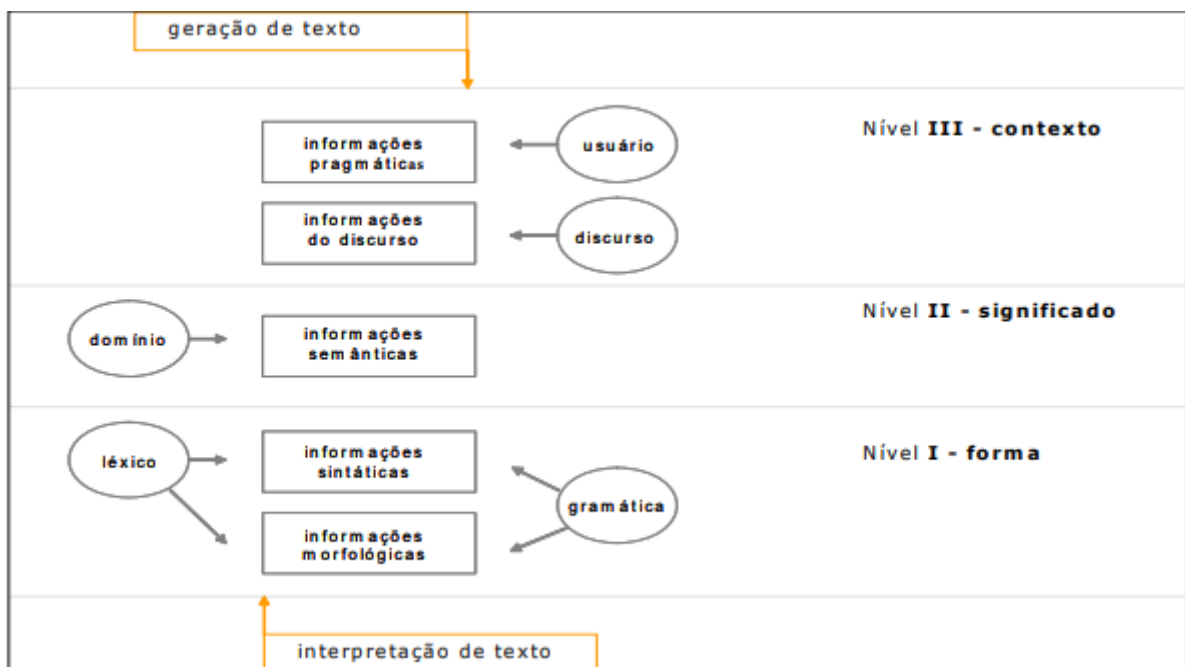 geração de texto
informações
pragmáticas
usuário
Nível III - contexto
informações
do discurso
discurso
domínio
informações
semânticas
Nível II - significado
léxico
informações
sintáticas
Nível I - forma
gramática
informações
morfológicas
interpretação de texto